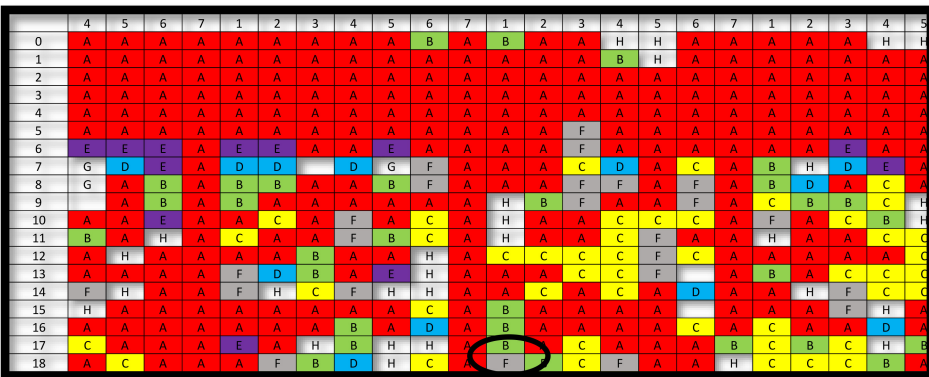 4 5 6 7 1 2 3 4 5 6 7 1 2 3 4 5 6 7 1 2 3 4 5
0 A A A A A A A A A B A B A A H H A A A A A H H
1 A A A A A A A A A A A A A A B H A A A A A A A
2 A A A A A A A A A A A A A A A A A A A A A A A
3 A A A A A A A A A A A A A A A A A A A A A A A
4 A A A A A A A A A A A A A A A A A A A A A A A
5 A A A A A A A A A A A A A F A A A A A A A A A
6 E E E A E E A A E A A A A F A A A A A A E A A
7 G D E A D D D G F A A A C D A C A B H D E A
8 G A B A B B A A B F A A A F F A F A B D A C A
9 A B A B A A A A A A H B F A A F A C B B C H
10 A A E A A C A F A C A H A A C C C A F A C B H
11 B A H A C A A F B C A H A A C F A A H A A C C
12 A H A A A A B A A H A C C C C F C A A A A A C
13 A A A A F D B A E H A A A C C F A B A C C C
14 F H A A F H C F H H A A C A C A D A A H F C C
15 H A A A A A A A A C A B A A A A A A A F H A
16 A A A A A A A B A D A B A A A A C A C A A D A
17 C A A A E A H B H H A B A C A A A B C B C H B
18 A C A A A F B D H C A F B C F A A H C C C B A